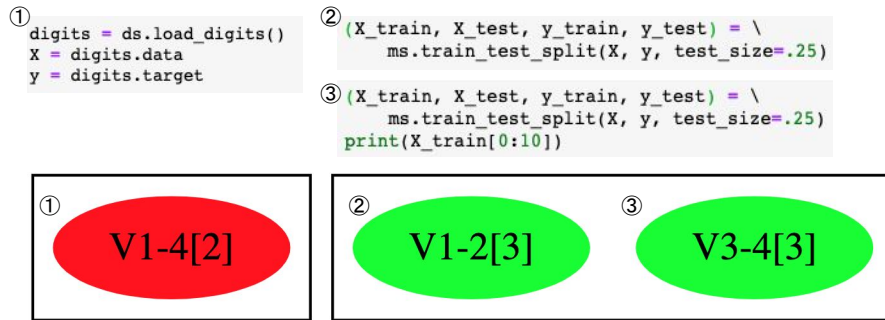 ①
digits = ds.load_digits()
X = digits.data
y = digits.target
②
(X_train, X_test, y_train, y_test) = \
ms.train_test_split(X, y, test_size=.25)
③
(X_train, X_test, y_train, y_test) = \
ms.train_test_split(X, y, test_size=.25)
print(X_train[0:10])
①
V1-4[2]
②
V1-2[3]
③
V3-4[3]